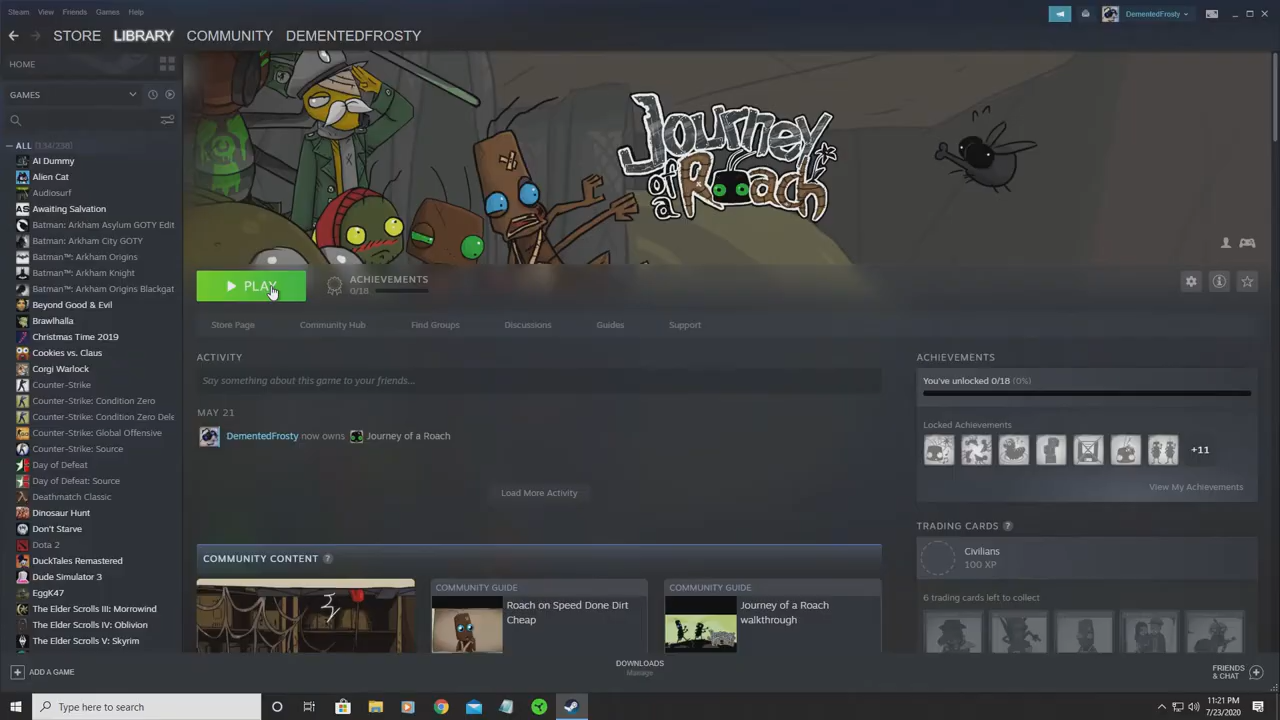 Steam View Friends Games Help
DementedFrosty
STORE LIBRARY COMMUNITY DEMENTEDFROSTY
HOME
GAMES
ALL (134/238)
AI Dummy
Alien Cat
Audiosurf
Awaiting Salvation
Batman: Arkham Asylum GOTY Edit
Batman: Arkham City GOTY
Batman™: Arkham Origins
Batman™: Arkham Knight
Batman™: Arkham Origins Blackgat
Beyond Good & Evil
Brawlhalla
Christmas Time 2019
Cookies vs. Claus
Corgi Warlock
Counter-Strike
Counter-Strike: Condition Zero
Counter-Strike: Condition Zero Dele
Counter-Strike: Global Offensive
Counter-Strike: Source
Day of Defeat
Day of Defeat: Source
Deathmatch Classic
Dinosaur Hunt
Don't Starve
Dota 2
DuckTales Remastered
Dude Simulator 3
EggK47
The Elder Scrolls III: Morrowind
The Elder Scrolls IV: Oblivion
The Elder Scrolls V: Skyrim
ADD A GAME
Journey
of a Roach
PLAY
ACHIEVEMENTS
0/18
Store Page Community Hub Find Groups Discussions Guides Support
ACTIVITY
Say something about this game to your friends...
MAY 21
DementedFrosty now owns Journey of a Roach
Load More Activity
COMMUNITY CONTENT ?
COMMUNITY GUIDE
Roach on Speed Done Dirt
Cheap
COMMUNITY GUIDE
Journey of a Roach
walkthrough
ACHIEVEMENTS
You've unlocked 0/18 (0%)
Locked Achievements
+11
View My Achievements
TRADING CARDS ?
Civilians
100 XP
6 trading cards left to collect
DOWNLOADS
Manage
FRIENDS
& CHAT
Type here to search
11:21 PM
7/23/2020